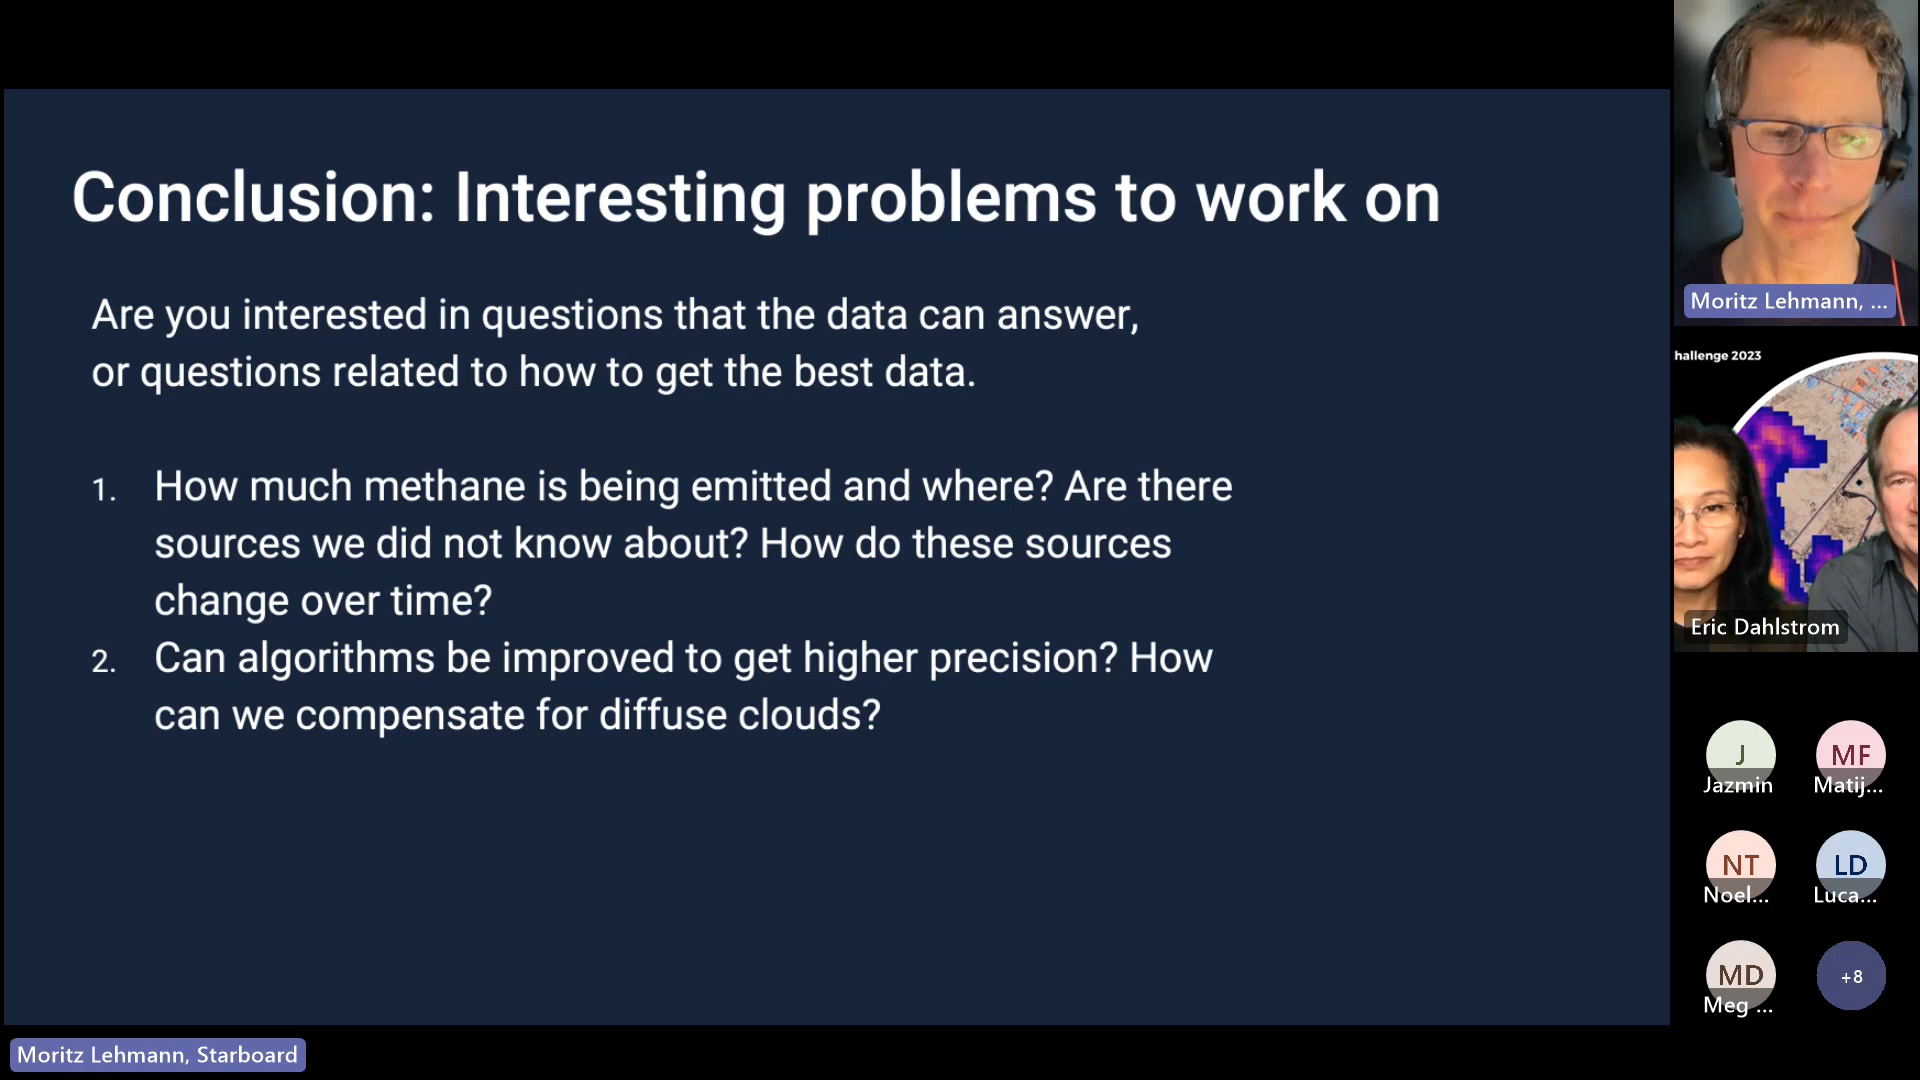 Conclusion: Interesting problems to work on
Are you interested in questions that the data can answer,
or questions related to how to get the best data.
1. How much methane is being emitted and where? Are there
sources we did not know about? How do these sources
change over time?
2. Can algorithms be improved to get higher precision? How
can we compensate for diffuse clouds?
Moritz Lehmann, Starboard
Moritz Lehmann, ...
hallenge 2023
Eric Dahlstrom
J
Jazmin
MF
Matij...
NT
Noel...
LD
Luca...
MD
Meg ...
+8